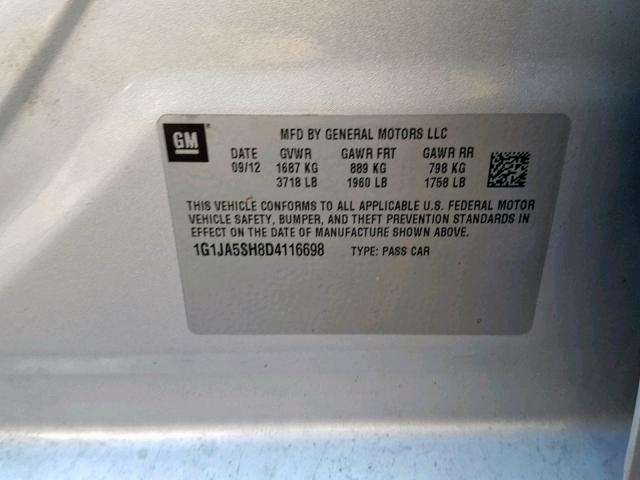 GM
MFD BY GENERAL MOTORS LLC
DATE GVWR GAWR FRT GAWR RR
09/12 1687 KG 889 KG 798 KG
3718 LB 1960 LB 1758 LB
THIS VEHICLE CONFORMS TO ALL APPLICABLE U.S. FEDERAL MOTOR
VEHICLE SAFETY, BUMPER, AND THEFT PREVENTION STANDARDS IN
EFFECT ON THE DATE OF MANUFACTURE SHOWN ABOVE.
1G1JA5SH8D4116698 TYPE: PASS CAR